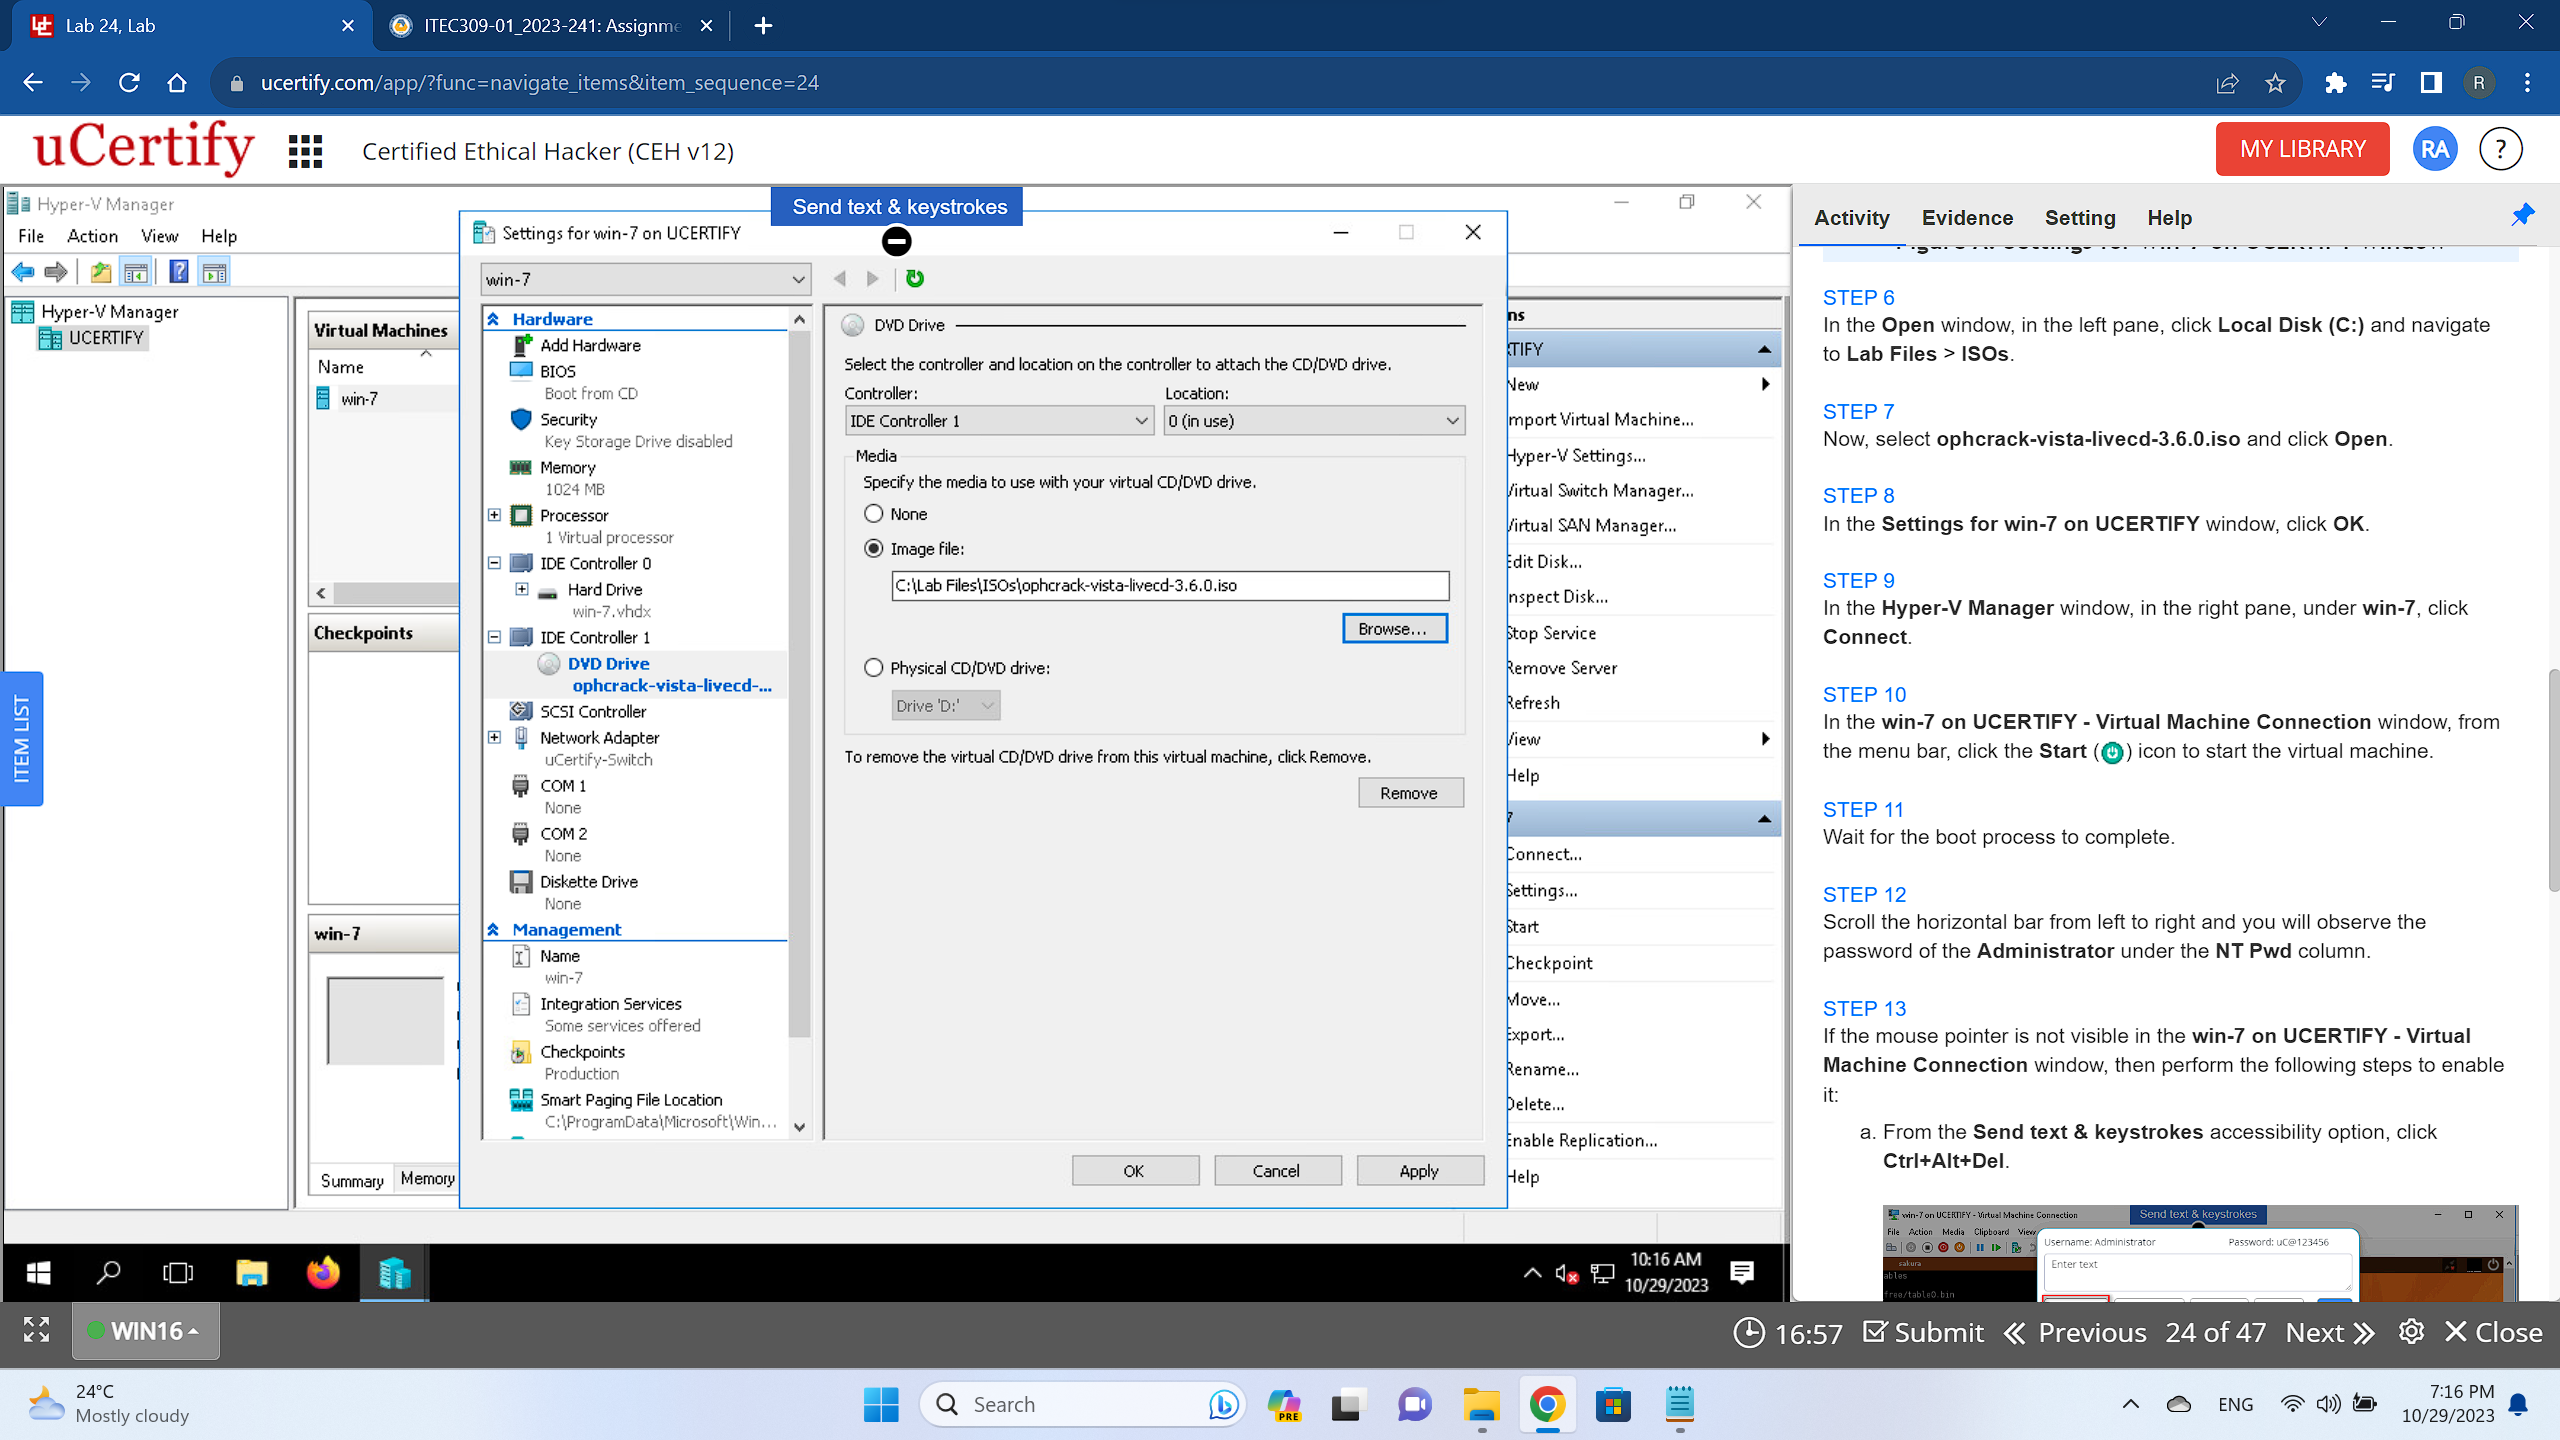 Lab 24, Lab
ITEC309-01_2023-241: Assignme
ucertify.com/app/?func=navigate_items&item_sequence=24
R
uCertify
Certified Ethical Hacker (CEH v12)
MY LIBRARY
RA
?
Hyper-V Manager
File Action View Help
Hyper-V Manager
UCERTIFY
Virtual Machines
Name
win-7
Checkpoints
win-7
Summary Memory
Send text & keystrokes
Settings for win-7 on UCERTIFY
win-7
Hardware
Add Hardware
BIOS
Boot from CD
Security
Key Storage Drive disabled
Memory
1024 MB
Processor
1 Virtual processor
IDE Controller 0
Hard Drive
win-7.vhdx
IDE Controller 1
DVD Drive
ophcrack-vista-livecd-...
SCSI Controller
Network Adapter
uCertify-Switch
COM 1
None
COM 2
None
Diskette Drive
None
Management
Name
win-7
Integration Services
Some services offered
Checkpoints
Production
Smart Paging File Location
C:\ProgramData\Microsoft\Win...
DVD Drive
Select the controller and location on the controller to attach the CD/DVD drive.
Controller: Location:
IDE Controller 1 0 (in use)
Media
Specify the media to use with your virtual CD/DVD drive.
None
Image file:
C:\Lab Files\ISOs\ophcrack-vista-livecd-3.6.0.iso
Browse...
Physical CD/DVD drive:
Drive 'D:'
To remove the virtual CD/DVD drive from this virtual machine, click Remove.
Remove
OK Cancel Apply
ns
RTIFY
New
mport Virtual Machine...
Hyper-V Settings...
Virtual Switch Manager...
Virtual SAN Manager...
Edit Disk...
nspect Disk...
Stop Service
Remove Server
Refresh
View
Help
7
Connect...
Settings...
Start
Checkpoint
Move...
Export...
Rename...
Delete...
Enable Replication...
Help
ITEM LIST
10:16 AM
10/29/2023
Activity Evidence Setting Help
Figure A: Settings for win-7 on UCERTIFY window
STEP 6
In the Open window, in the left pane, click Local Disk (C:) and navigate
to Lab Files > ISOs.
STEP 7
Now, select ophcrack-vista-livecd-3.6.0.iso and click Open.
STEP 8
In the Settings for win-7 on UCERTIFY window, click OK.
STEP 9
In the Hyper-V Manager window, in the right pane, under win-7, click
Connect.
STEP 10
In the win-7 on UCERTIFY - Virtual Machine Connection window, from
the menu bar, click the Start ( ) icon to start the virtual machine.
STEP 11
Wait for the boot process to complete.
STEP 12
Scroll the horizontal bar from left to right and you will observe the
password of the Administrator under the NT Pwd column.
STEP 13
If the mouse pointer is not visible in the win-7 on UCERTIFY - Virtual
Machine Connection window, then perform the following steps to enable
it:
a. From the Send text & keystrokes accessibility option, click
Ctrl+Alt+Del.
win-7 on UCERTIFY - Virtual Machine Connection
Send text & keystrokes
File Action Media Clipboard View
Username: Administrator Password: uC@123456
Enter text
sakura
ables
free/table0.bin
WIN16
16:57 Submit Previous 24 of 47 Next Close
24°C
Mostly cloudy
Search
PRE
ENG
7:16 PM
10/29/2023